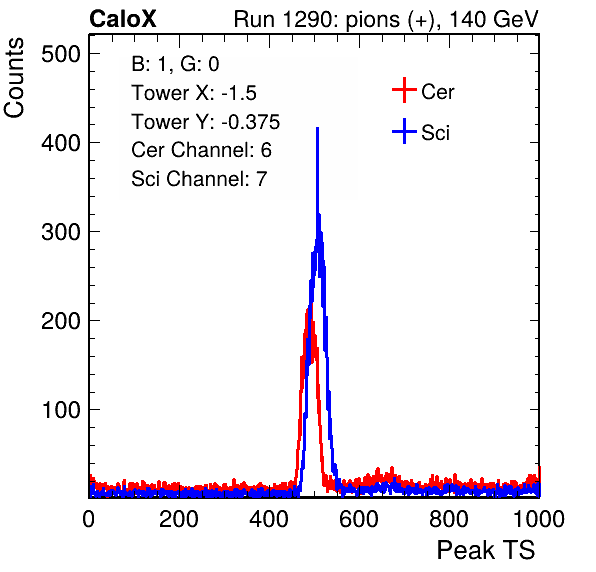 CaloX Run 1290: pions (+), 140 GeV
Counts
500
400
300
200
100
B: 1, G: 0
Tower X: -1.5
Tower Y: -0.375
Cer Channel: 6
Sci Channel: 7
Cer
Sci
0 200 400 600 800 1000
Peak TS